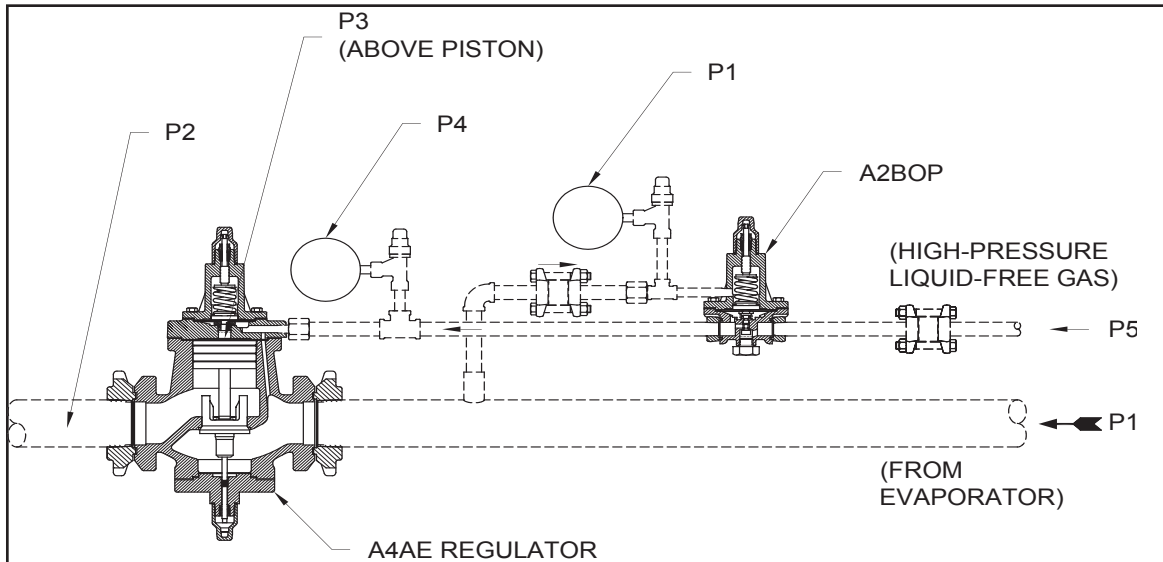 P3
(ABOVE PISTON)
P1
P4
P2
A2BOP
(HIGH-PRESSURE
LIQUID-FREE GAS)
P5
P1
(FROM
EVAPORATOR)
A4AE REGULATOR